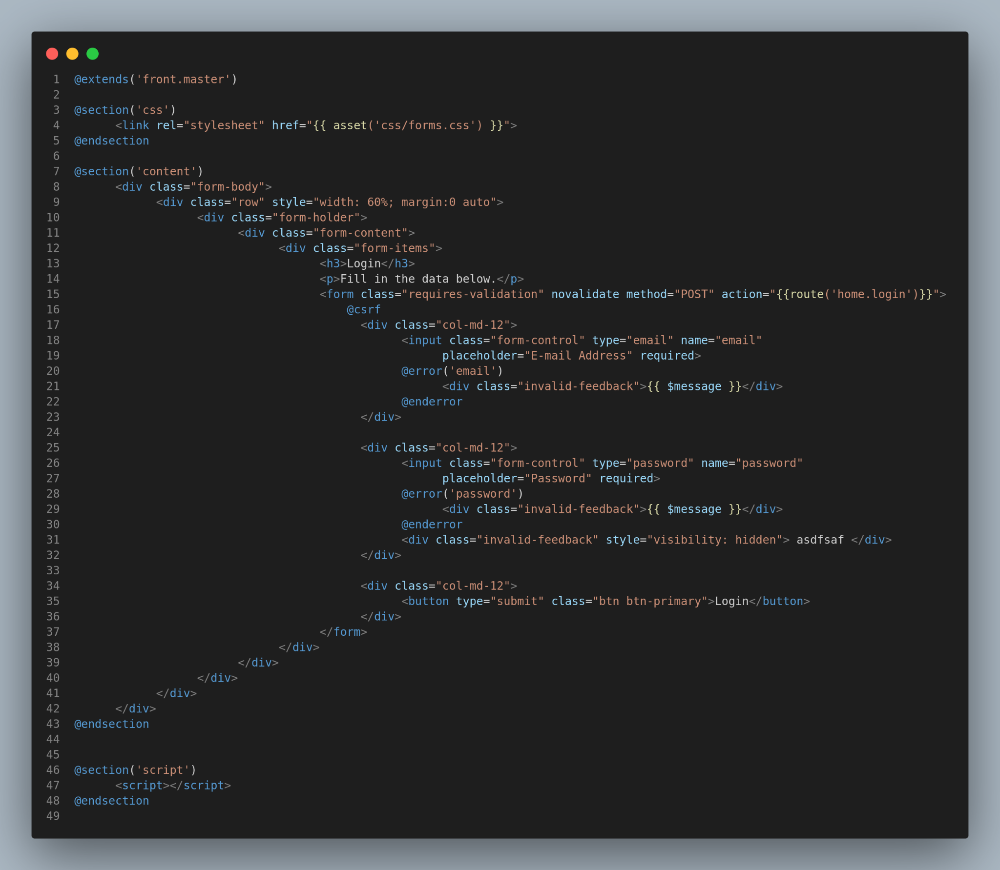 1 @extends('front.master')
2
3 @section('css')
4       <link rel="stylesheet" href="{{ asset('css/forms.css') }}">
5 @endsection
6
7 @section('content')
8       <div class="form-body">
9             <div class="row" style="width: 60%; margin:0 auto">
10                   <div class="form-holder">
11                         <div class="form-content">
12                               <div class="form-items">
13                                     <h3>Login</h3>
14                                     <p>Fill in the data below.</p>
15                                     <form class="requires-validation" novalidate method="POST" action="{{route('home.login')}}">
16                                         @csrf
17                                           <div class="col-md-12">
18                                                 <input class="form-control" type="email" name="email"
19                                                       placeholder="E-mail Address" required>
20                                                 @error('email')
21                                                       <div class="invalid-feedback">{{ $message }}</div>
22                                                 @enderror
23                                           </div>
24
25                                           <div class="col-md-12">
26                                                 <input class="form-control" type="password" name="password"
27                                                       placeholder="Password" required>
28                                                 @error('password')
29                                                       <div class="invalid-feedback">{{ $message }}</div>
30                                                 @enderror
31                                                 <div class="invalid-feedback" style="visibility: hidden"> asdfsaf </div>
32                                           </div>
33
34                                           <div class="col-md-12">
35                                                 <button type="submit" class="btn btn-primary">Login</button>
36                                           </div>
37                                     </form>
38                               </div>
39                         </div>
40                   </div>
41             </div>
42       </div>
43 @endsection
44
45
46 @section('script')
47       <script></script>
48 @endsection
49